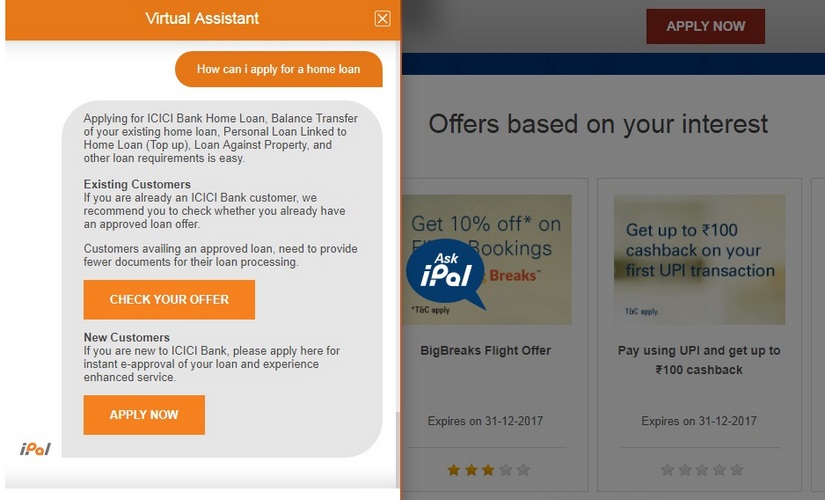 Virtual Assistant
How can i apply for a home loan
Applying for ICICI Bank Home Loan, Balance Transfer
of your existing home loan, Personal Loan Linked to
Home Loan (Top up), Loan Against Property, and
other loan requirements is easy.
Existing Customers
If you are already an ICICI Bank customer, we
recommend you to check whether you already have
an approved loan offer.
Customers availing an approved loan, need to provide
fewer documents for their loan processing.
CHECK YOUR OFFER
New Customers
If you are new to ICICI Bank, please apply here for
instant e-approval of your loan and experience
enhanced service.
APPLY NOW
iPal
APPLY NOW
Offers based on your interest
Get 10% off* on
Bookings
Breaks
*T&C apply
Ask
iPal
BigBreaks Flight Offer
Expires on 31-12-2017
Get up to ₹100
cashback on your
first UPI transaction
T&C apply.
Pay using UPI and get up to
₹100 cashback
Expires on 31-12-2017